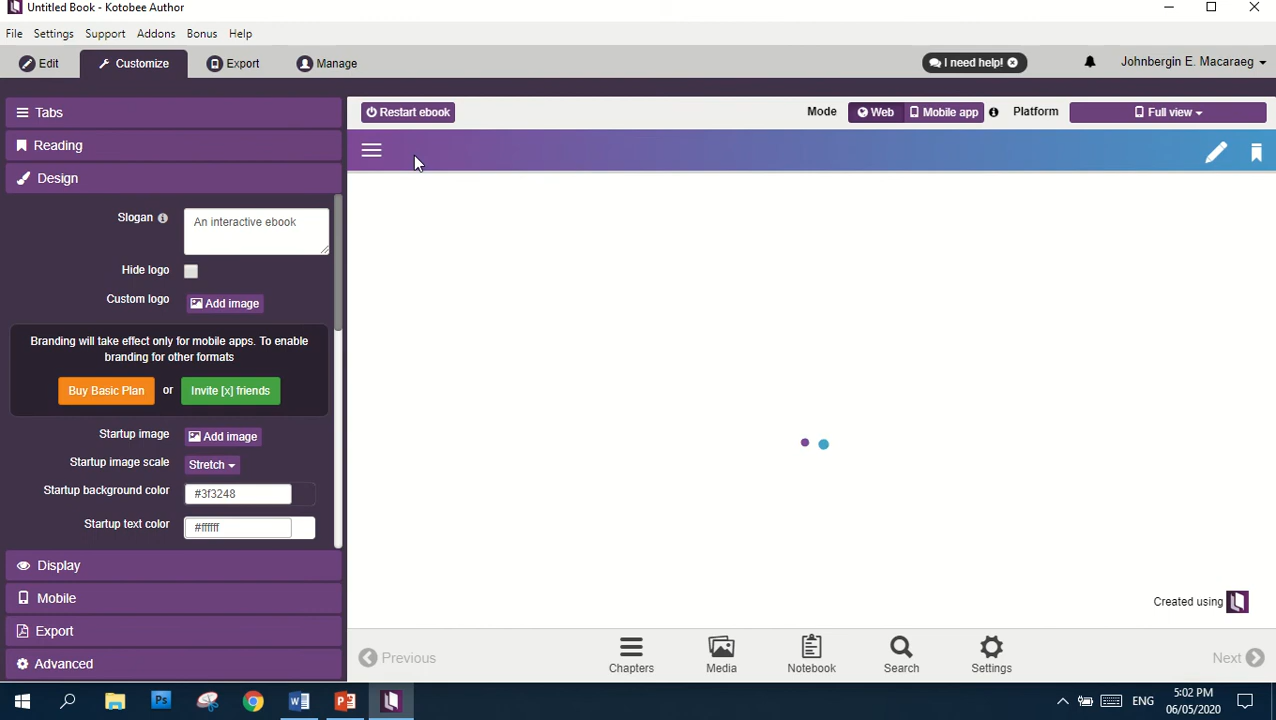 Untitled Book - Kotobee Author
File Settings Support Addons Bonus Help
Edit Customize Export Manage I need help! Johnbergin E. Macaraeg
Tabs
Restart ebook Mode Web Mobile app Platform Full view
Reading
Design
Slogan An interactive ebook
Hide logo
Custom logo Add image
Branding will take effect only for mobile apps. To enable
branding for other formats
Buy Basic Plan or Invite [x] friends
Startup image Add image
Startup image scale Stretch
Startup background color #3f3248
Startup text color #ffffff
Display
Mobile
Created using
Export
Advanced
Previous Chapters Media Notebook Search Settings Next
Ps W P ENG 5:02 PM
06/05/2020